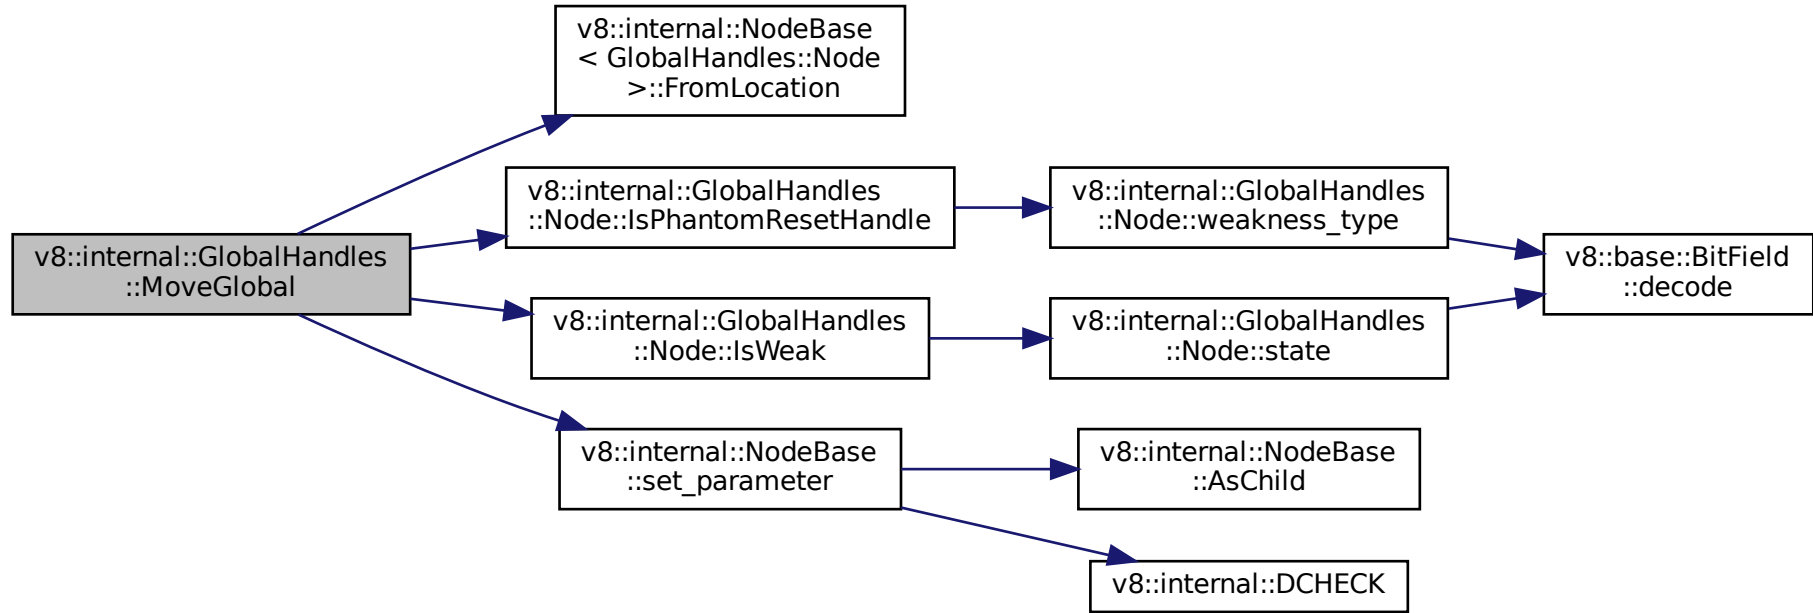 v8::internal::GlobalHandles
::MoveGlobal
v8::internal::NodeBase
< GlobalHandles::Node
>::FromLocation
v8::internal::GlobalHandles
::Node::IsPhantomResetHandle
v8::internal::GlobalHandles
::Node::weakness_type
v8::base::BitField
::decode
v8::internal::GlobalHandles
::Node::IsWeak
v8::internal::GlobalHandles
::Node::state
v8::internal::NodeBase
::set_parameter
v8::internal::NodeBase
::AsChild
v8::internal::DCHECK